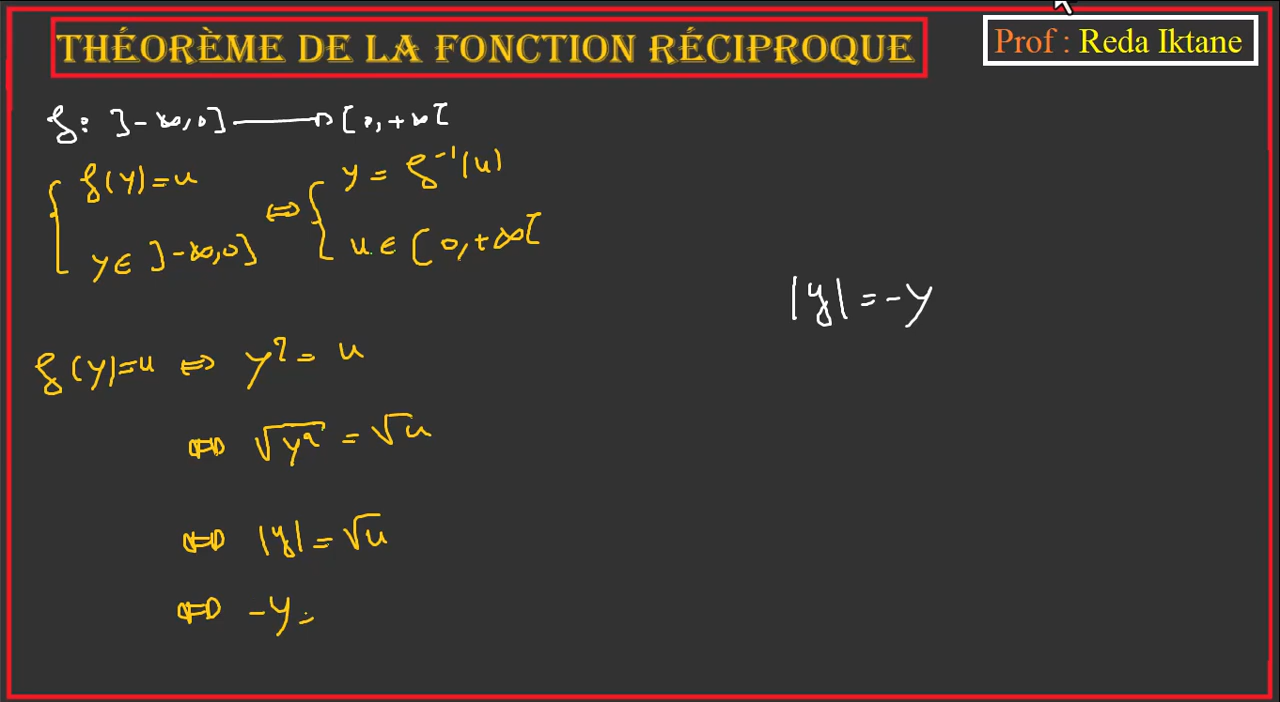 THÉORÈME DE LA FONCTION RÉCIPROQUE
Prof : Reda Iktane
f: ]-∞,0] ⟶ [0,+∞[
{ f(y)=u ⇔ { y = f⁻¹(u)
y∈ ]-∞,0] u ∈ [0,+∞[
|y| = -y
f(y)=u ⇔ y² = u
⇔ √y² = √u
⇔ |y| = √u
⇔ -y =